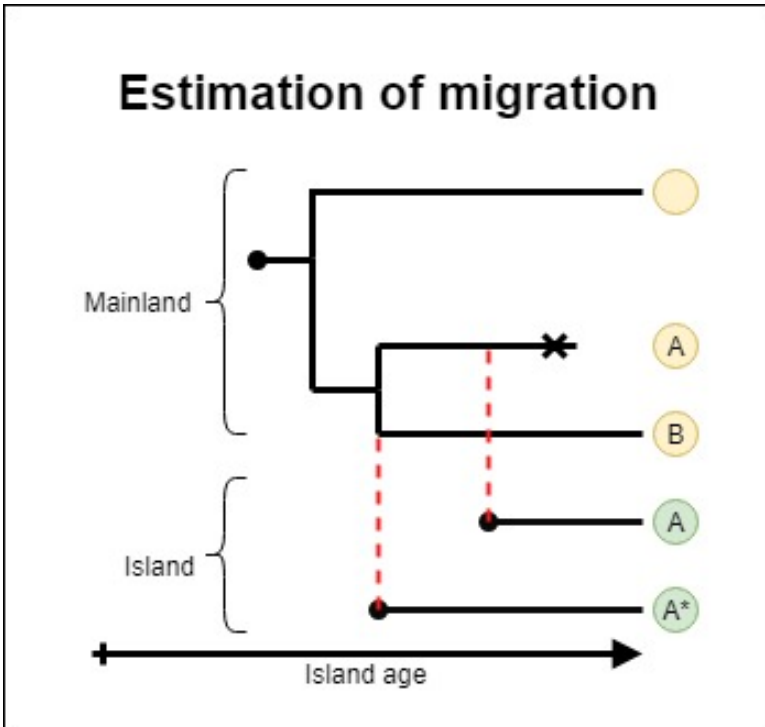 Estimation of migration
Mainland
A
B
Island
A
A*
Island age